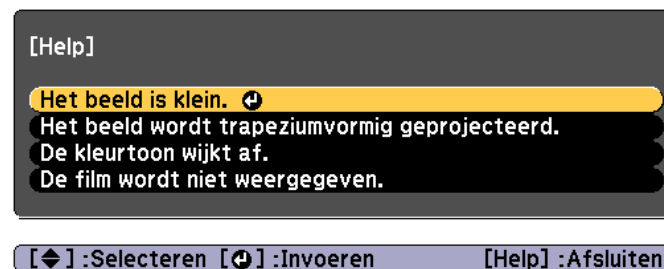 [Help]
Het beeld is klein.
Het beeld wordt trapeziumvormig geprojecteerd.
De kleurtoon wijkt af.
De film wordt niet weergegeven.
[◆] :Selecteren [⏎] :Invoeren [Help] :Afsluiten